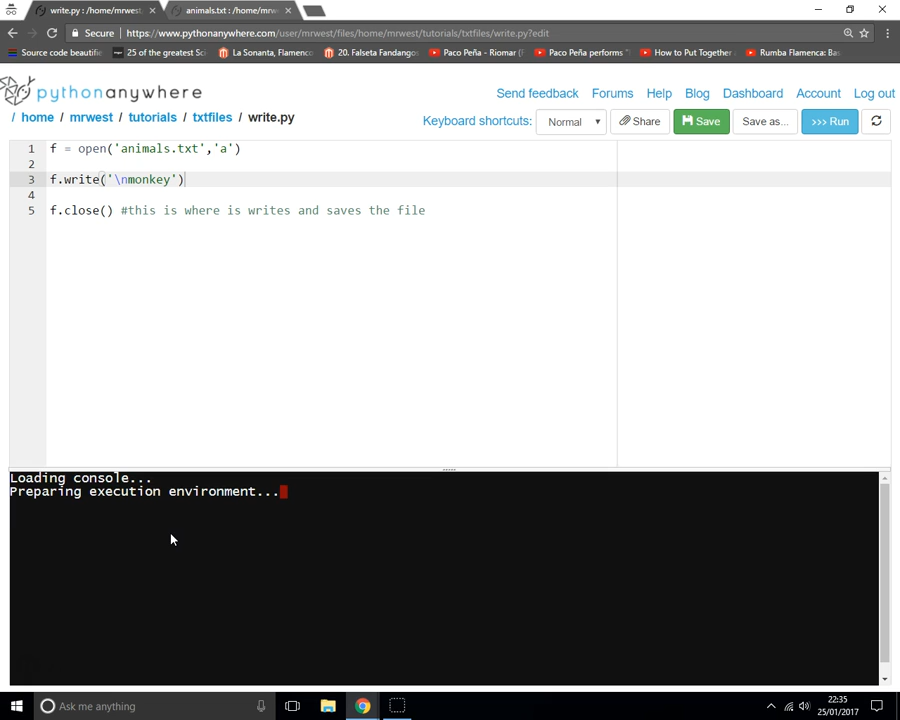 write.py : /home/mrwest
animals.txt : /home/mrw
Secure
https://www.pythonanywhere.com/user/mrwest/files/home/mrwest/tutorials/txtfiles/write.py?edit
Source code beautifie
25 of the greatest Sc
La Sonanta, Flamenco
20. Falseta Fandangos
Paco Peña - Riomar (F
Paco Peña performs "
How to Put Together
Rumba Flamenca: Bas
pythonanywhere
Send feedback Forums Help Blog Dashboard Account Log out
/ home / mrwest / tutorials / txtfiles / write.py
Keyboard shortcuts: Normal Share Save Save as... >>> Run
1 f = open('animals.txt','a')
2
3 f.write('\nmonkey')
4
5 f.close() #this is where is writes and saves the file
Loading console...
Preparing execution environment...
Ask me anything
22:35
25/01/2017